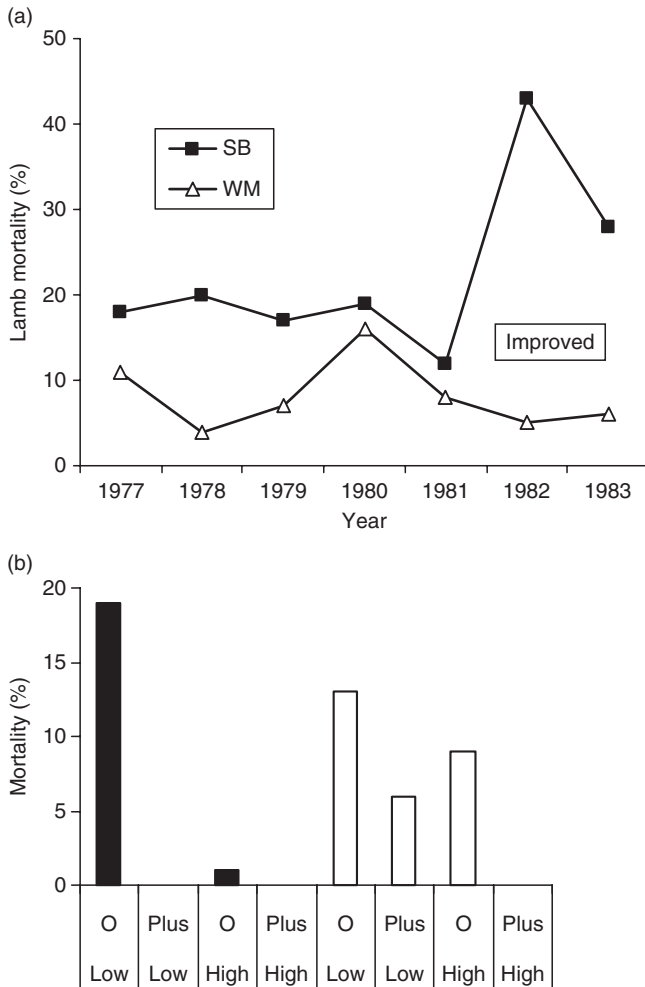 (a)
50
40
30
20
10
0
Lamb mortality (%)
SB
WM
Improved
1977 1978 1979 1980 1981 1982 1983
Year
(b)
20
15
10
5
0
Mortality (%)
O Plus O Plus O Plus O Plus
Low Low High High Low Low High High